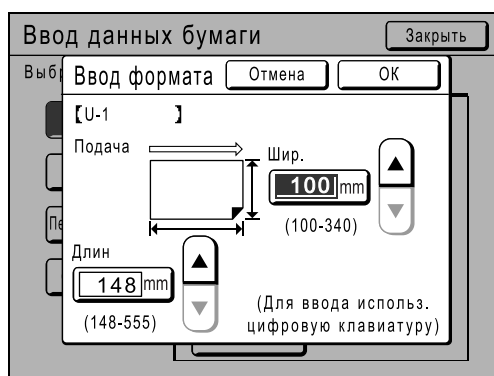 Ввод данных бумаги
Закрыть
Выб
Ввод формата
Отмена
ОК
【U-1 】
Подача
Шир.
100 mm
(100-340)
Длин
148 mm
(148-555)
(Для ввода использ.
цифровую клавиатуру)